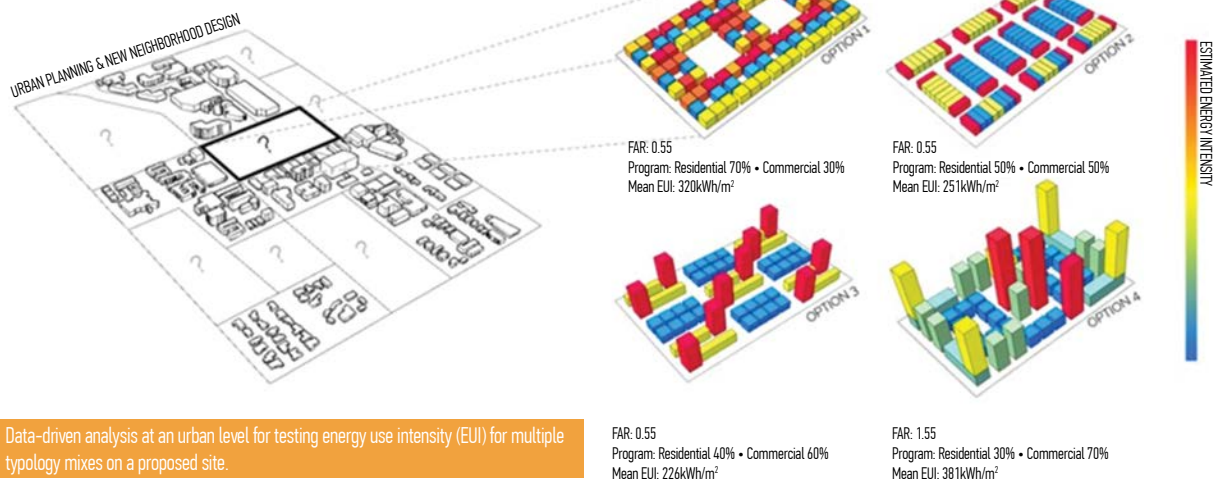 URBAN PLANNING & NEW NEIGHBORHOOD DESIGN
?
?
?
?
?
?
?
OPTION 1
FAR: 0.55
Program: Residential 70% • Commercial 30%
Mean EUI: 320kWh/m²
OPTION 2
FAR: 0.55
Program: Residential 50% • Commercial 50%
Mean EUI: 251kWh/m²
ESTIMATED ENERGY INTENSITY
OPTION 3
FAR: 0.55
Program: Residential 40% • Commercial 60%
Mean EUI: 226kWh/m²
OPTION 4
FAR: 1.55
Program: Residential 30% • Commercial 70%
Mean EUI: 381kWh/m²
Data-driven analysis at an urban level for testing energy use intensity (EUI) for multiple
typology mixes on a proposed site.